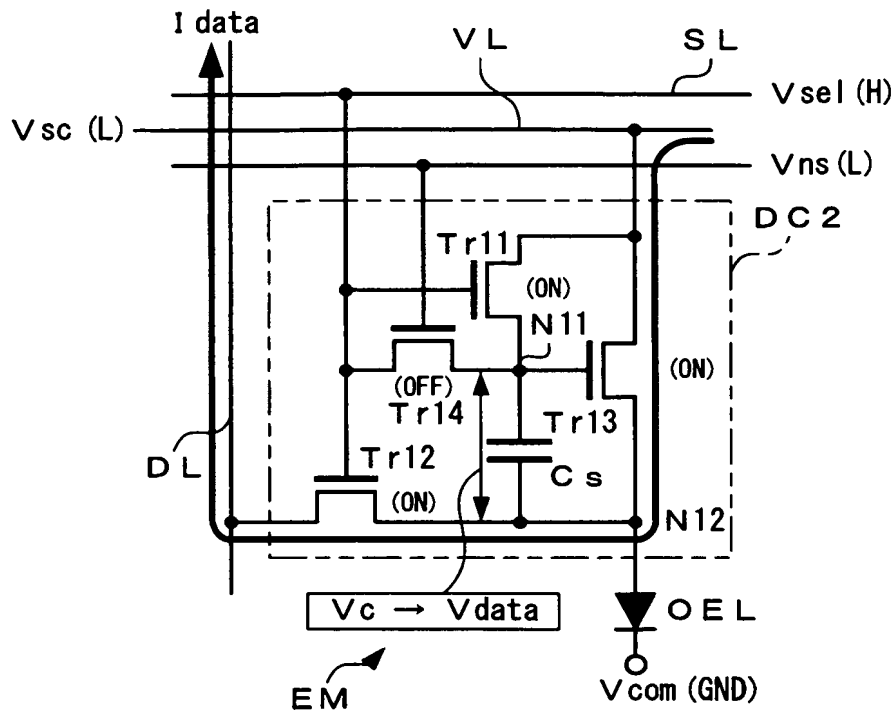 I data
VL
SL
Vsel(H)
Vsc(L)
Vns(L)
DC2
Tr11
(ON)
N11
(ON)
(OFF)
Tr14
Tr13
DL
Tr12
Cs
(ON)
N12
Vc → Vdata
OEL
EM
Vcom(GND)